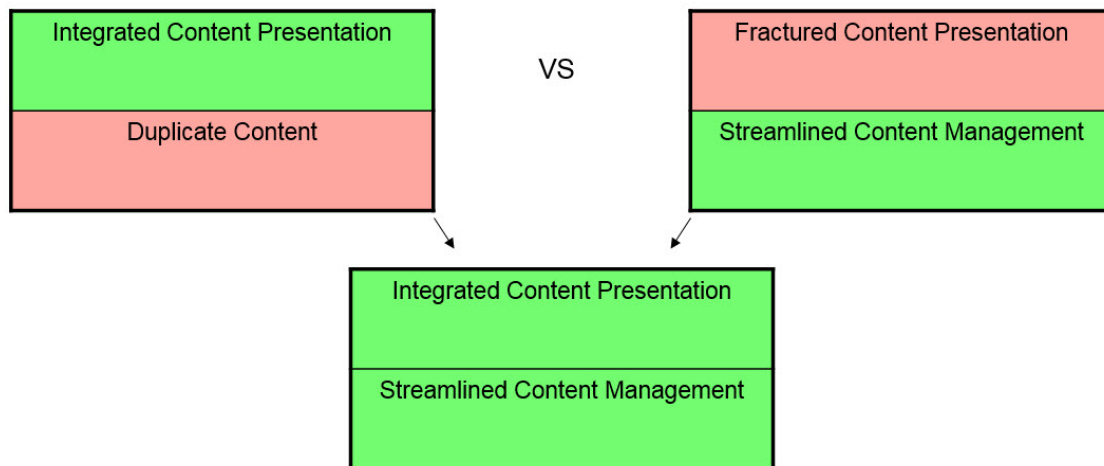 Integrated Content Presentation
Duplicate Content
VS
Fractured Content Presentation
Streamlined Content Management
Integrated Content Presentation
Streamlined Content Management